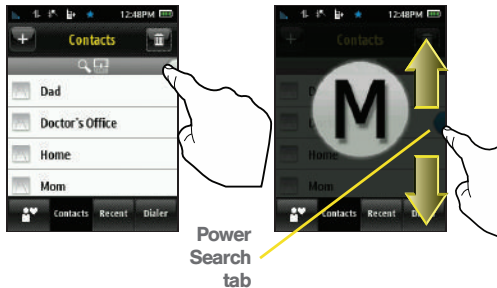 12:48PM
Contacts
Dad
Doctor's Office
Home
Mom
Contacts Recent Dialer
12:48PM
Contacts
M
Home
Mom
Contacts Recent
Power
Search
tab